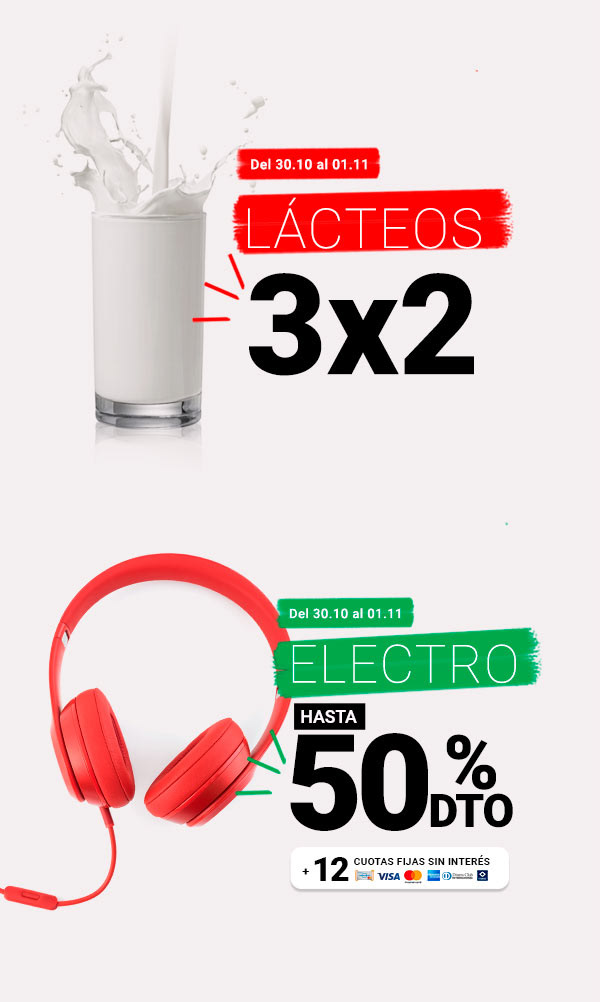 Del 30.10 al 01.11
LÁCTEOS
3x2
Del 30.10 al 01.11
ELECTRO
HASTA
50% DTO
+ 12 CUOTAS FIJAS SIN INTERÉS
VISA